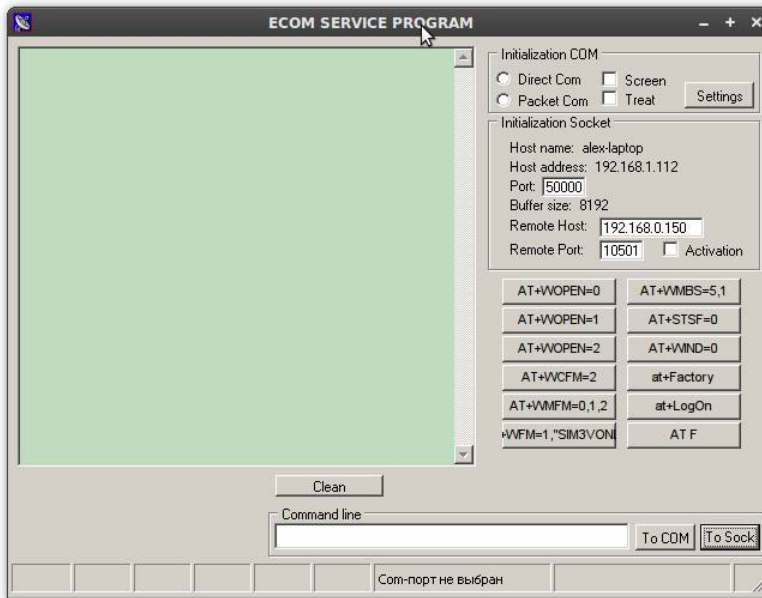 ECOM SERVICE PROGRAM
Initialization COM
Direct Com Screen
Packet Com Treat Settings
Initialization Socket
Host name: alex-laptop
Host address: 192.168.1.112
Port: 50000
Buffer size: 8192
Remote Host: 192.168.0.150
Remote Port: 10501 Activation
AT+WOPEN=0 AT+WMBS=5,1
AT+WOPEN=1 AT+STSF=0
AT+WOPEN=2 AT+WIND=0
AT+WCFM=2 at+Factory
AT+WMFM=0,1,2 at+LogOn
+WFM=1,"SIM3VONL AT F
Clean
Command line
To COM To Sock
Com-порт не выбран